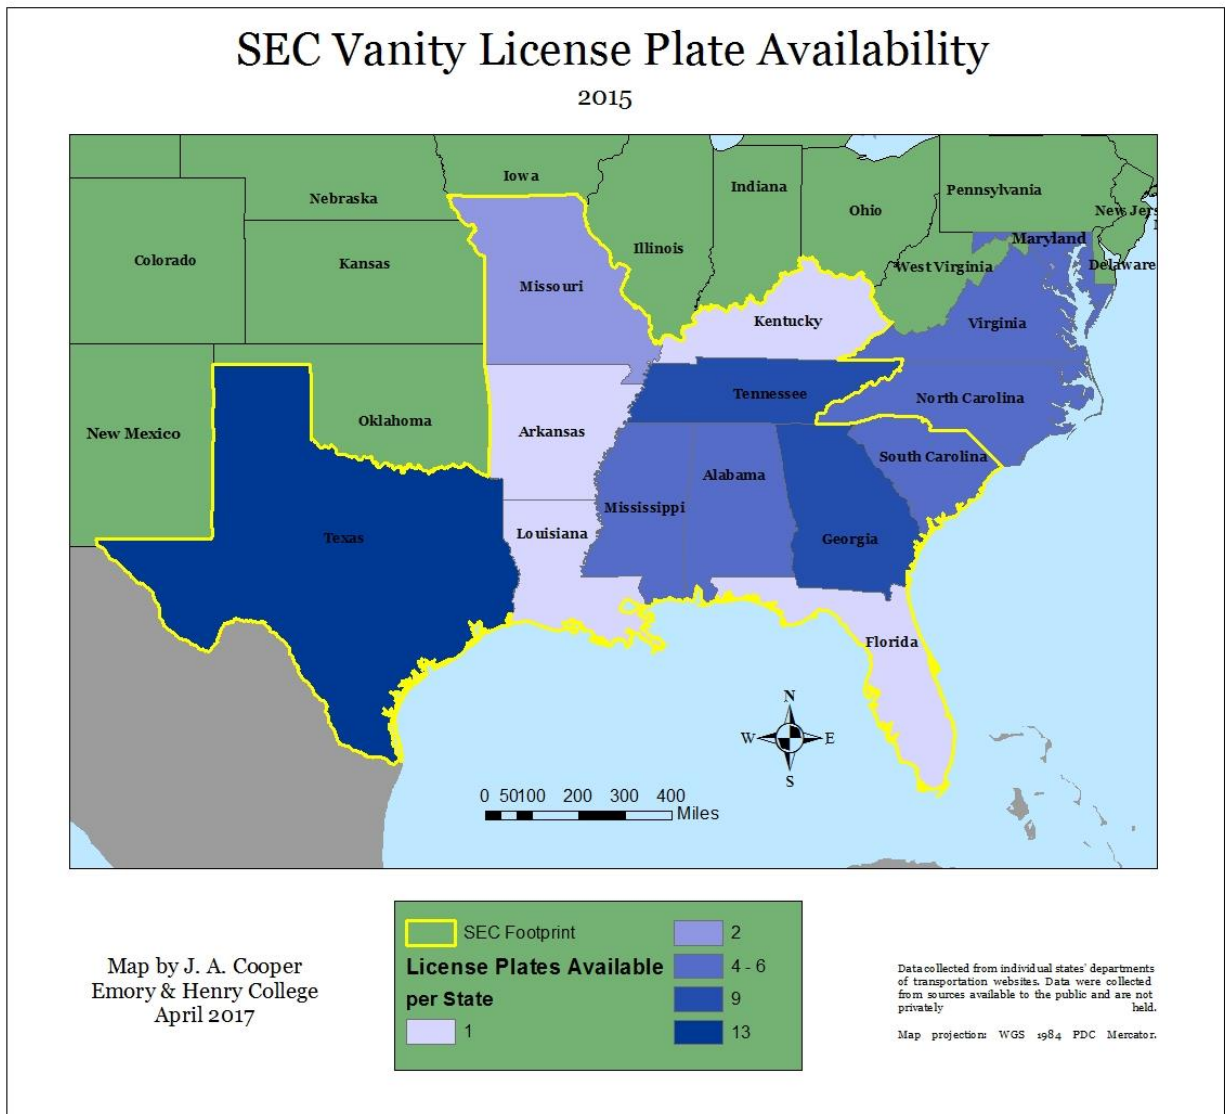 SEC Vanity License Plate Availability
2015
Iowa
Nebraska
Indiana
Pennsylvania
Ohio
New Jers
Illinois
Maryland
Colorado
Kansas
West Virginia
Delaware
Missouri
Kentucky
Virginia
Tennessee
North Carolina
Oklahoma
New Mexico
Arkansas
South Carolina
Alabama
Mississippi
Louisiana
Texas
Georgia
Florida
N
W E
S
0 50100 200 300 400
Miles
SEC Footprint
License Plates Available
per State
1
2
4 - 6
9
13
Map by J. A. Cooper
Emory & Henry College
April 2017
Data collected from individual states' departments
of transportation websites. Data were collected
from sources available to the public and are not
privately held.
Map projection: WGS 1984 PDC Mercator.